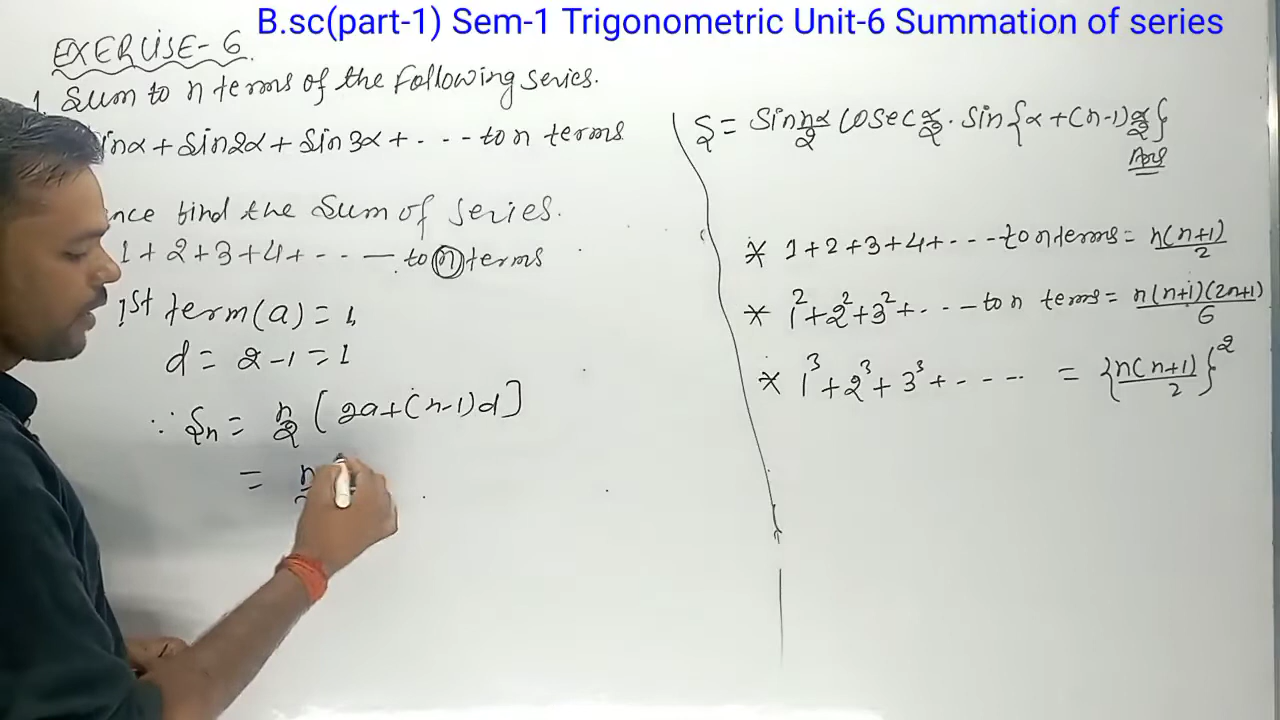 B.sc(part-1) Sem-1 Trigonometric Unit-6 Summation of series
EXERCISE-6
1. Sum to n terms of the following series.
inα + sin2α + sin3α + . - - - to n terms
nce find the sum of series.
1 + 2 + 3 + 4 + - - - — to n terms
1st term (a) = 1,
d = 2 - 1 = 1
∵ Sn = n/2 [2a + (n-1)d]
= n
S = sin nα/2 cosec α/2 . sin{α + (n-1) α/2}
Ans
* 1 + 2 + 3 + 4 + - - - - to n terms = n(n+1)/2
* 1² + 2² + 3² + - - - to n terms = n(n+1)(2n+1)/6
* 1³ + 2³ + 3³ + - - - - = {n(n+1)/2}²